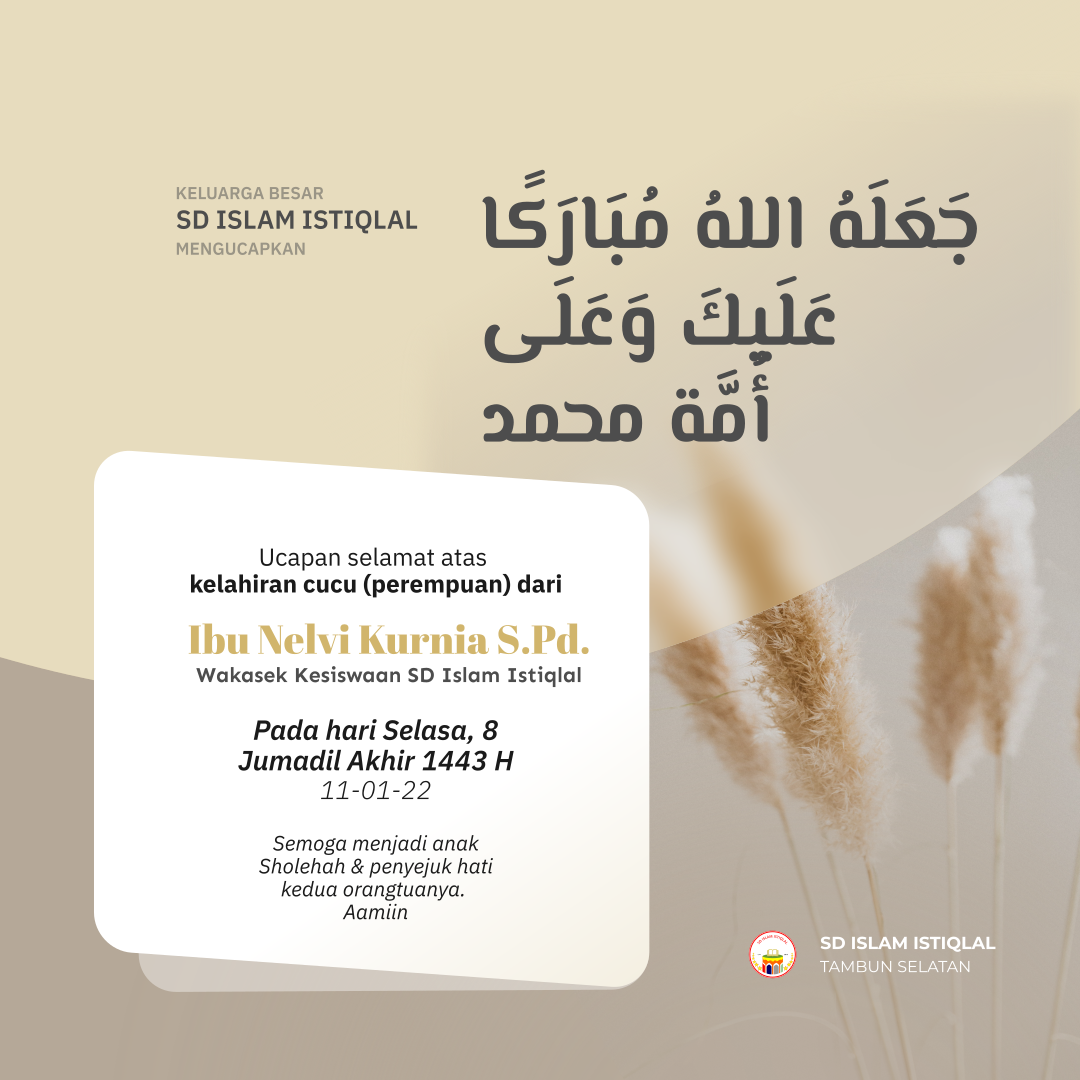 KELUARGA BESAR
SD ISLAM ISTIQLAL
MENGUCAPKAN
جَعَلَهُ اللهُ مُبَارَكًا
عَلَيكَ وَعَلَى
أُمَّة محمد
Ucapan selamat atas
kelahiran cucu (perempuan) dari
Ibu Nelvi Kurnia S.Pd.
Wakasek Kesiswaan SD Islam Istiqlal
Pada hari Selasa, 8
Jumadil Akhir 1443 H
11-01-22
Semoga menjadi anak
Sholehah & penyejuk hati
kedua orangtuanya.
Aamiin
SD ISLAM ISTIQLAL
TAMBUN SELATAN